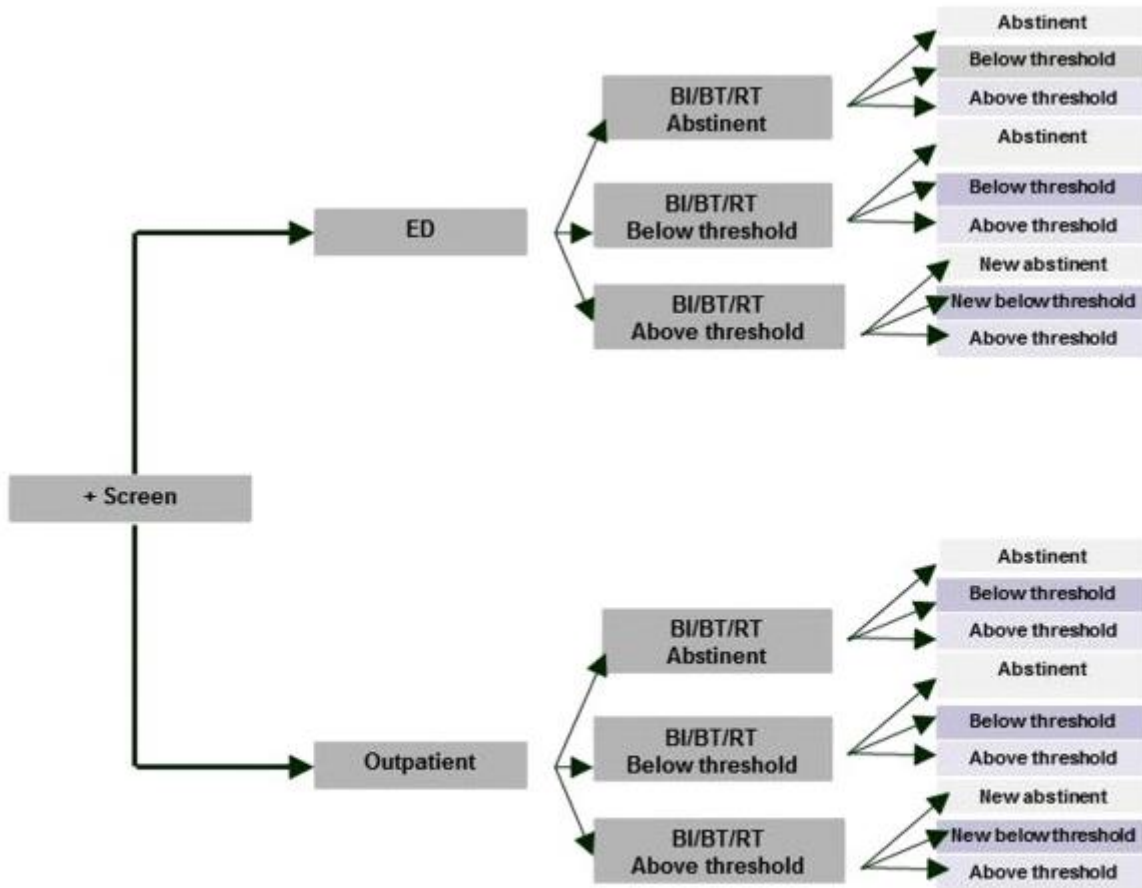 Abstinent
Below threshold
Above threshold
BI/BT/RT
Abstinent
Abstinent
Below threshold
Above threshold
BI/BT/RT
Below threshold
ED
New abstinent
New below threshold
Above threshold
BI/BT/RT
Above threshold
+ Screen
Abstinent
Below threshold
Above threshold
BI/BT/RT
Abstinent
Abstinent
Below threshold
Above threshold
BI/BT/RT
Below threshold
Outpatient
New abstinent
New below threshold
Above threshold
BI/BT/RT
Above threshold